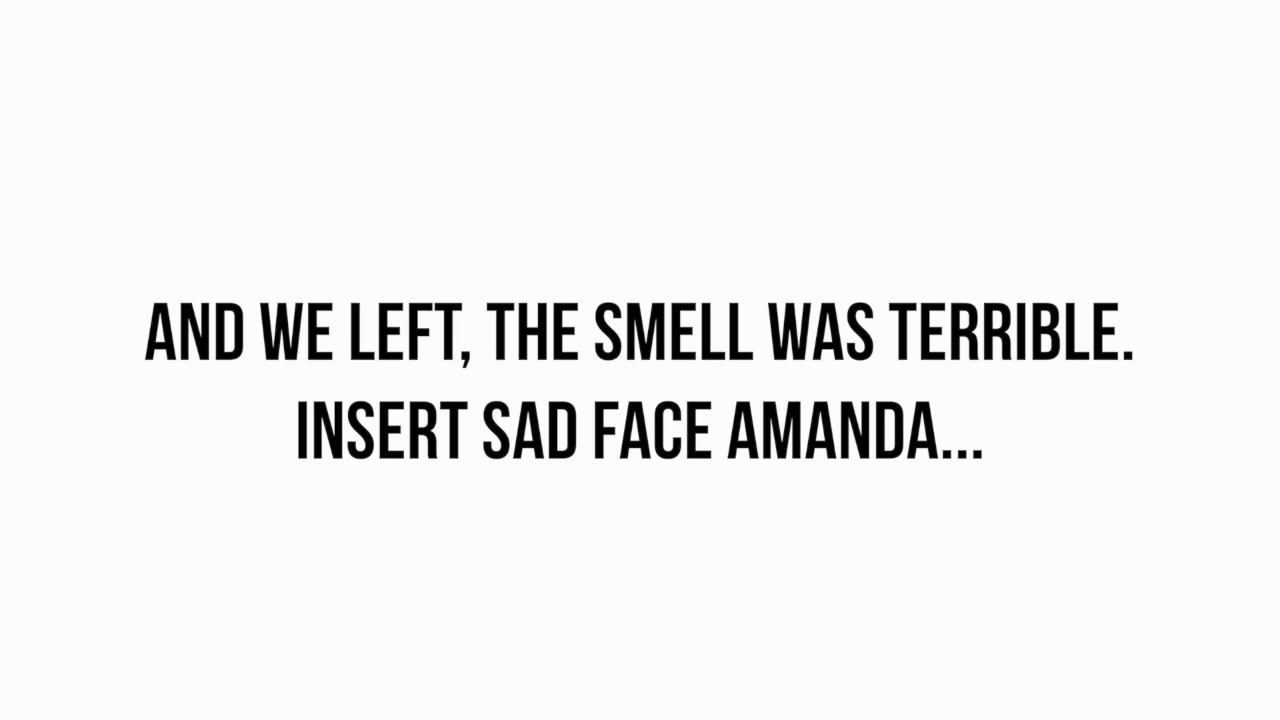 AND WE LEFT, THE SMELL WAS TERRIBLE.
INSERT SAD FACE AMANDA...